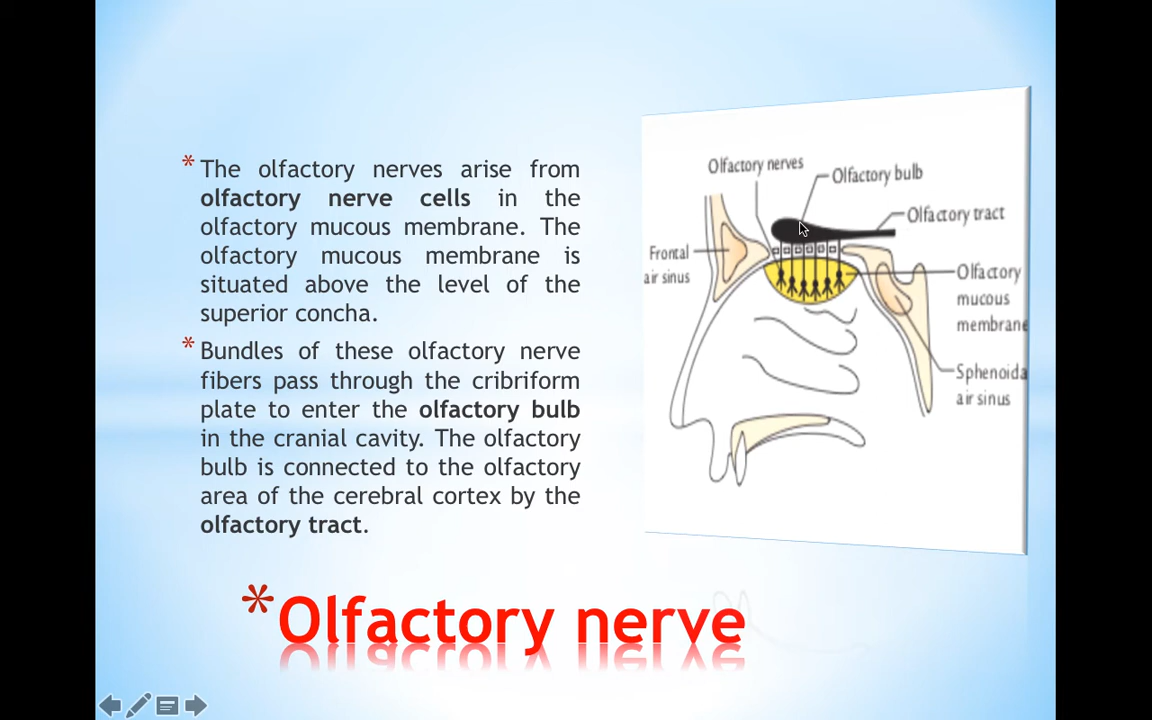 * The olfactory nerves arise from
olfactory nerve cells in the
olfactory mucous membrane. The
olfactory mucous membrane is
situated above the level of the
superior concha.
* Bundles of these olfactory nerve
fibers pass through the cribriform
plate to enter the olfactory bulb
in the cranial cavity. The olfactory
bulb is connected to the olfactory
area of the cerebral cortex by the
olfactory tract.
Olfactory nerves
Olfactory bulb
Olfactory tract
Frontal
air sinus
Olfactory
mucous
membrane
Sphenoida
air sinus
* Olfactory nerve